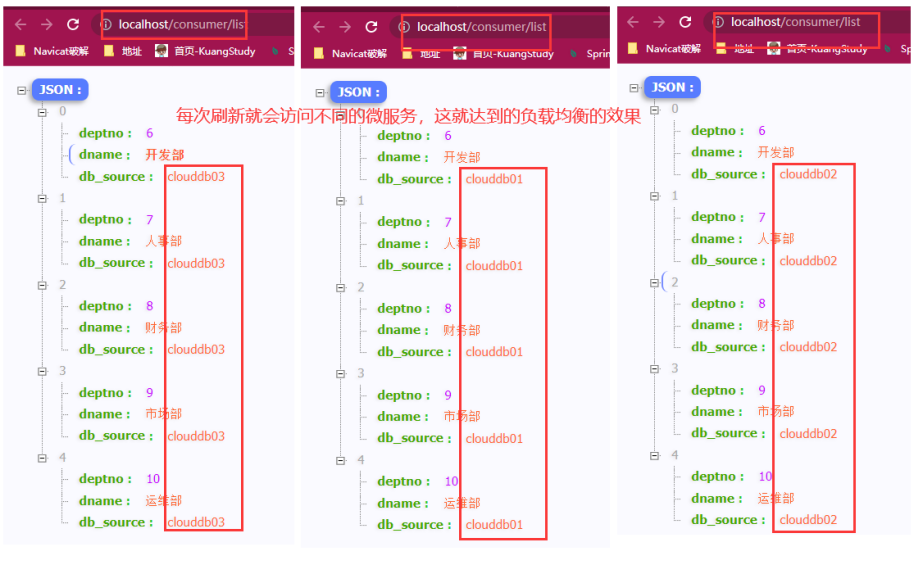 localhost/consumer/list
Navicat破解 地址 首页-KuangStudy S
JSON :
0
deptno : 6
dname : 开发部
db_source : clouddb03
1
deptno : 7
dname : 人事部
db_source : clouddb03
2
deptno : 8
dname : 财务部
db_source : clouddb03
3
deptno : 9
dname : 市场部
db_source : clouddb03
4
deptno : 10
dname : 运维部
db_source : clouddb03
每次刷新就会访问不同的微服务，这就达到的负载均衡的效果
localhost/consumer/list
Navicat破解 地址 首页-KuangStudy Sprin
JSON :
0
deptno : 6
dname : 开发部
db_source : clouddb01
1
deptno : 7
dname : 人事部
db_source : clouddb01
2
deptno : 8
dname : 财务部
db_source : clouddb01
3
deptno : 9
dname : 市场部
db_source : clouddb01
4
deptno : 10
dname : 运维部
db_source : clouddb01
localhost/consumer/list
Navicat破解 地址 首页-KuangStudy Sp
JSON :
0
deptno : 6
dname : 开发部
db_source : clouddb02
1
deptno : 7
dname : 人事部
db_source : clouddb02
2
deptno : 8
dname : 财务部
db_source : clouddb02
3
deptno : 9
dname : 市场部
db_source : clouddb02
4
deptno : 10
dname : 运维部
db_source : clouddb02